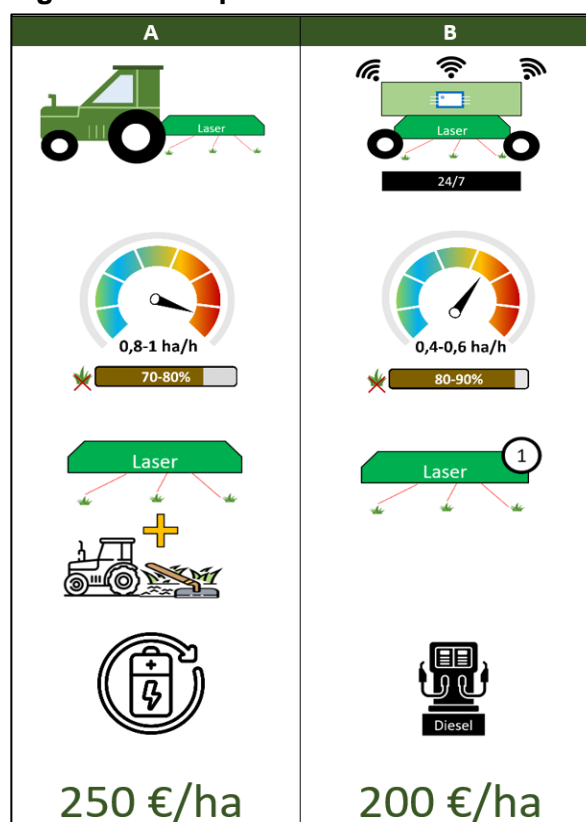 A
B
Laser
Laser
24/7
0,8-1 ha/h
0,4-0,6 ha/h
70-80%
80-90%
Laser
Laser
1
Diesel
250 €/ha
200 €/ha